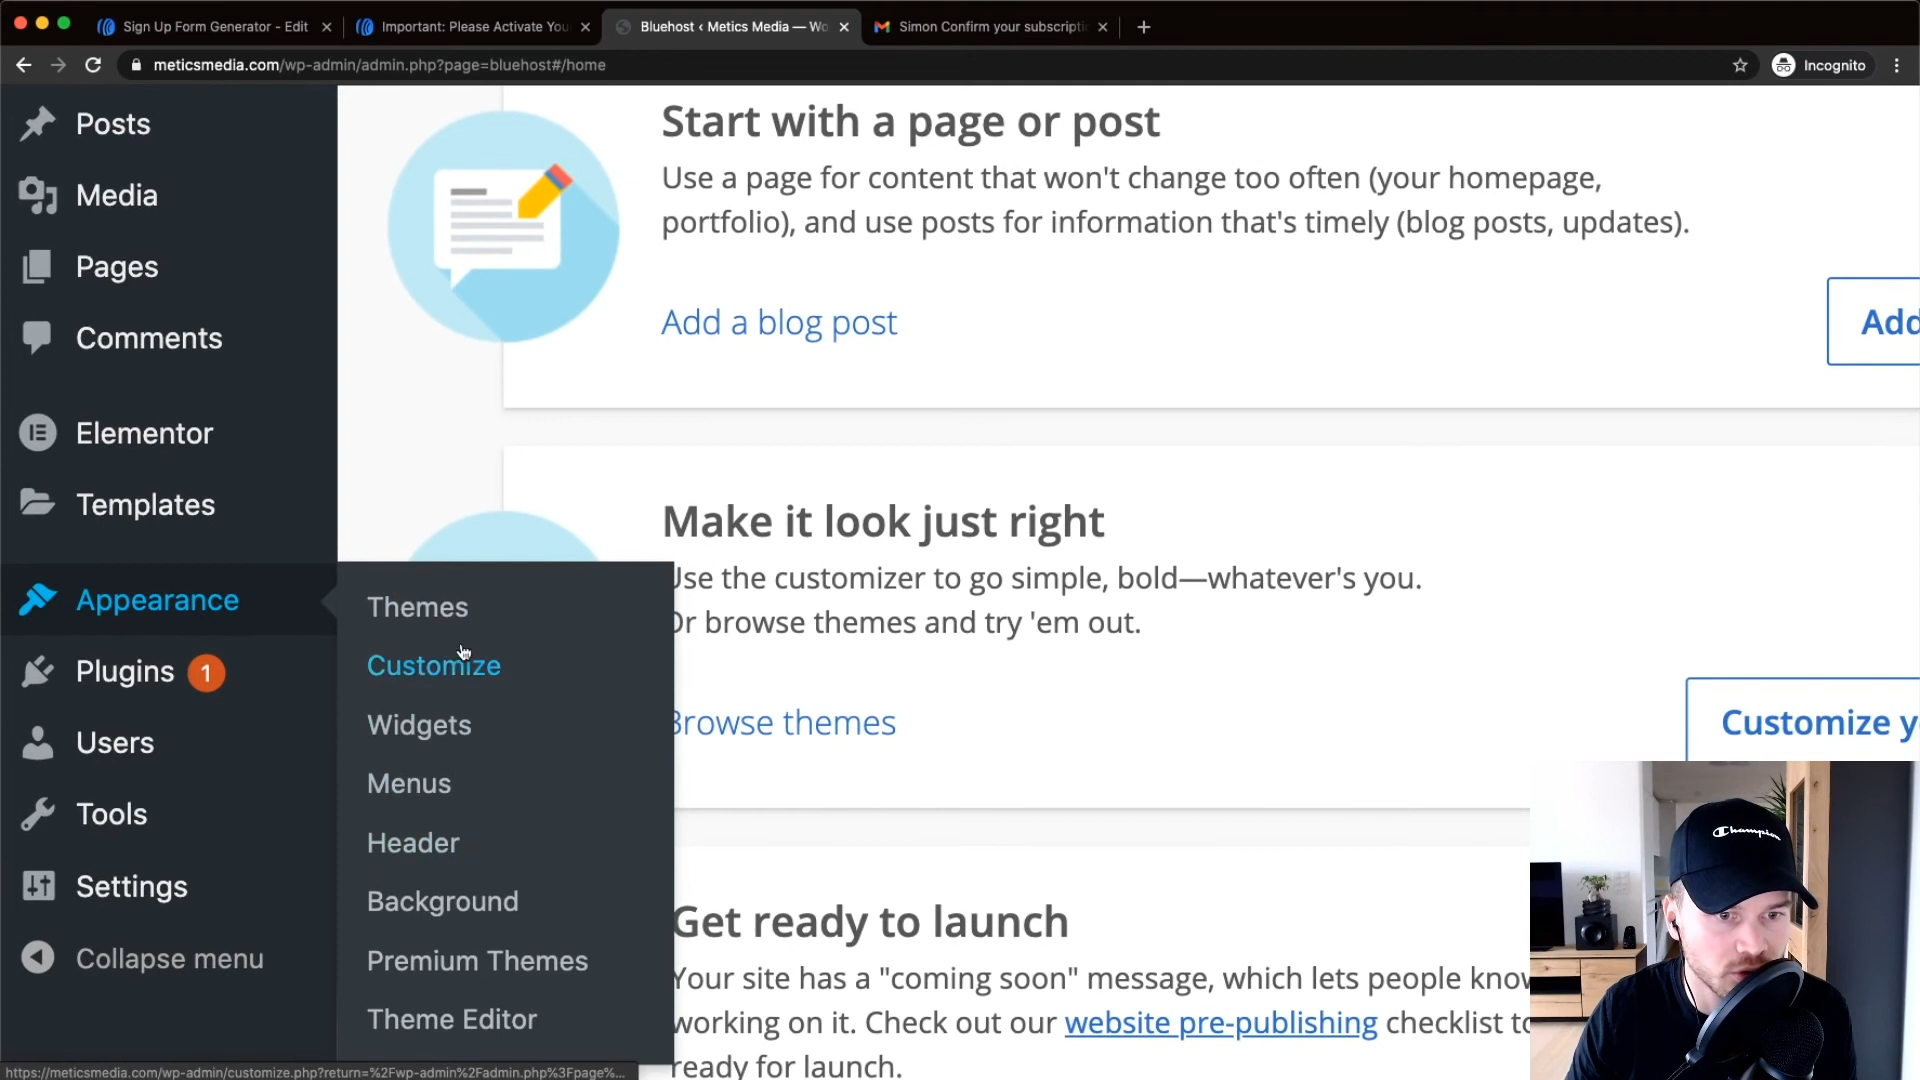 Sign Up Form Generator - Edit
Important: Please Activate You
Bluehost ‹ Metics Media — Wo
Simon Confirm your subscripti
meticsmedia.com/wp-admin/admin.php?page=bluehost#/home
Incognito
Posts
Media
Pages
Comments
Elementor
Templates
Appearance
Plugins 1
Users
Tools
Settings
Collapse menu
Themes
Customize
Widgets
Menus
Header
Background
Premium Themes
Theme Editor
Start with a page or post
Use a page for content that won't change too often (your homepage,
portfolio), and use posts for information that's timely (blog posts, updates).
Add a blog post
Add
Make it look just right
Use the customizer to go simple, bold—whatever's you.
Or browse themes and try 'em out.
Browse themes
Customize y
Get ready to launch
Your site has a "coming soon" message, which lets people know
working on it. Check out our website pre-publishing checklist to
ready for launch.
Champion
https://meticsmedia.com/wp-admin/customize.php?return=%2Fwp-admin%2Fadmin.php%3Fpage%...